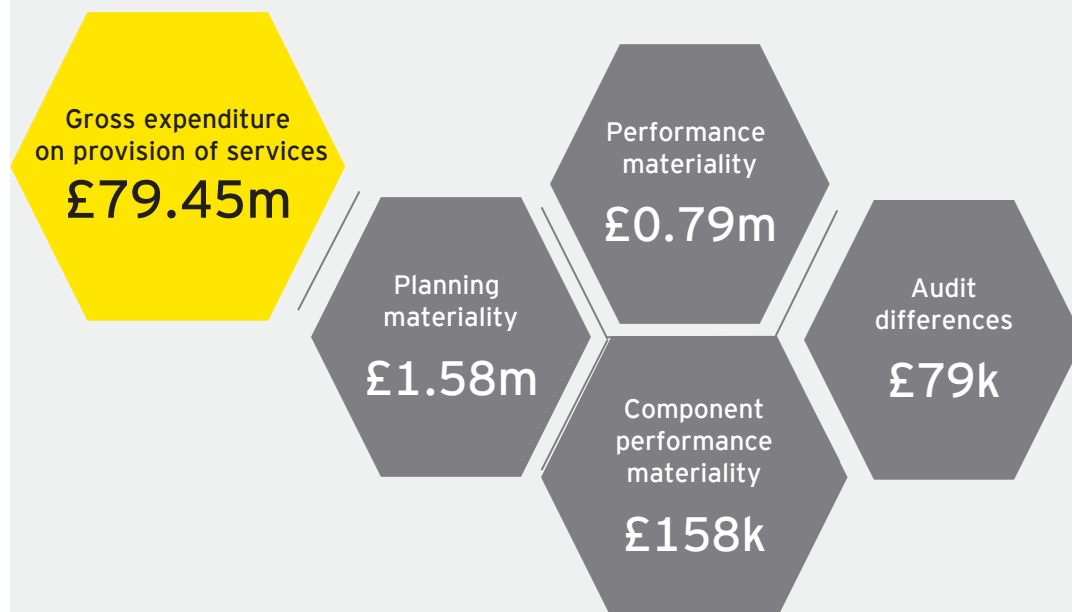 Gross expenditure
on provision of services
£79.45m
Planning
materiality
£1.58m
Performance
materiality
£0.79m
Component
performance
materiality
£158k
Audit
differences
£79k